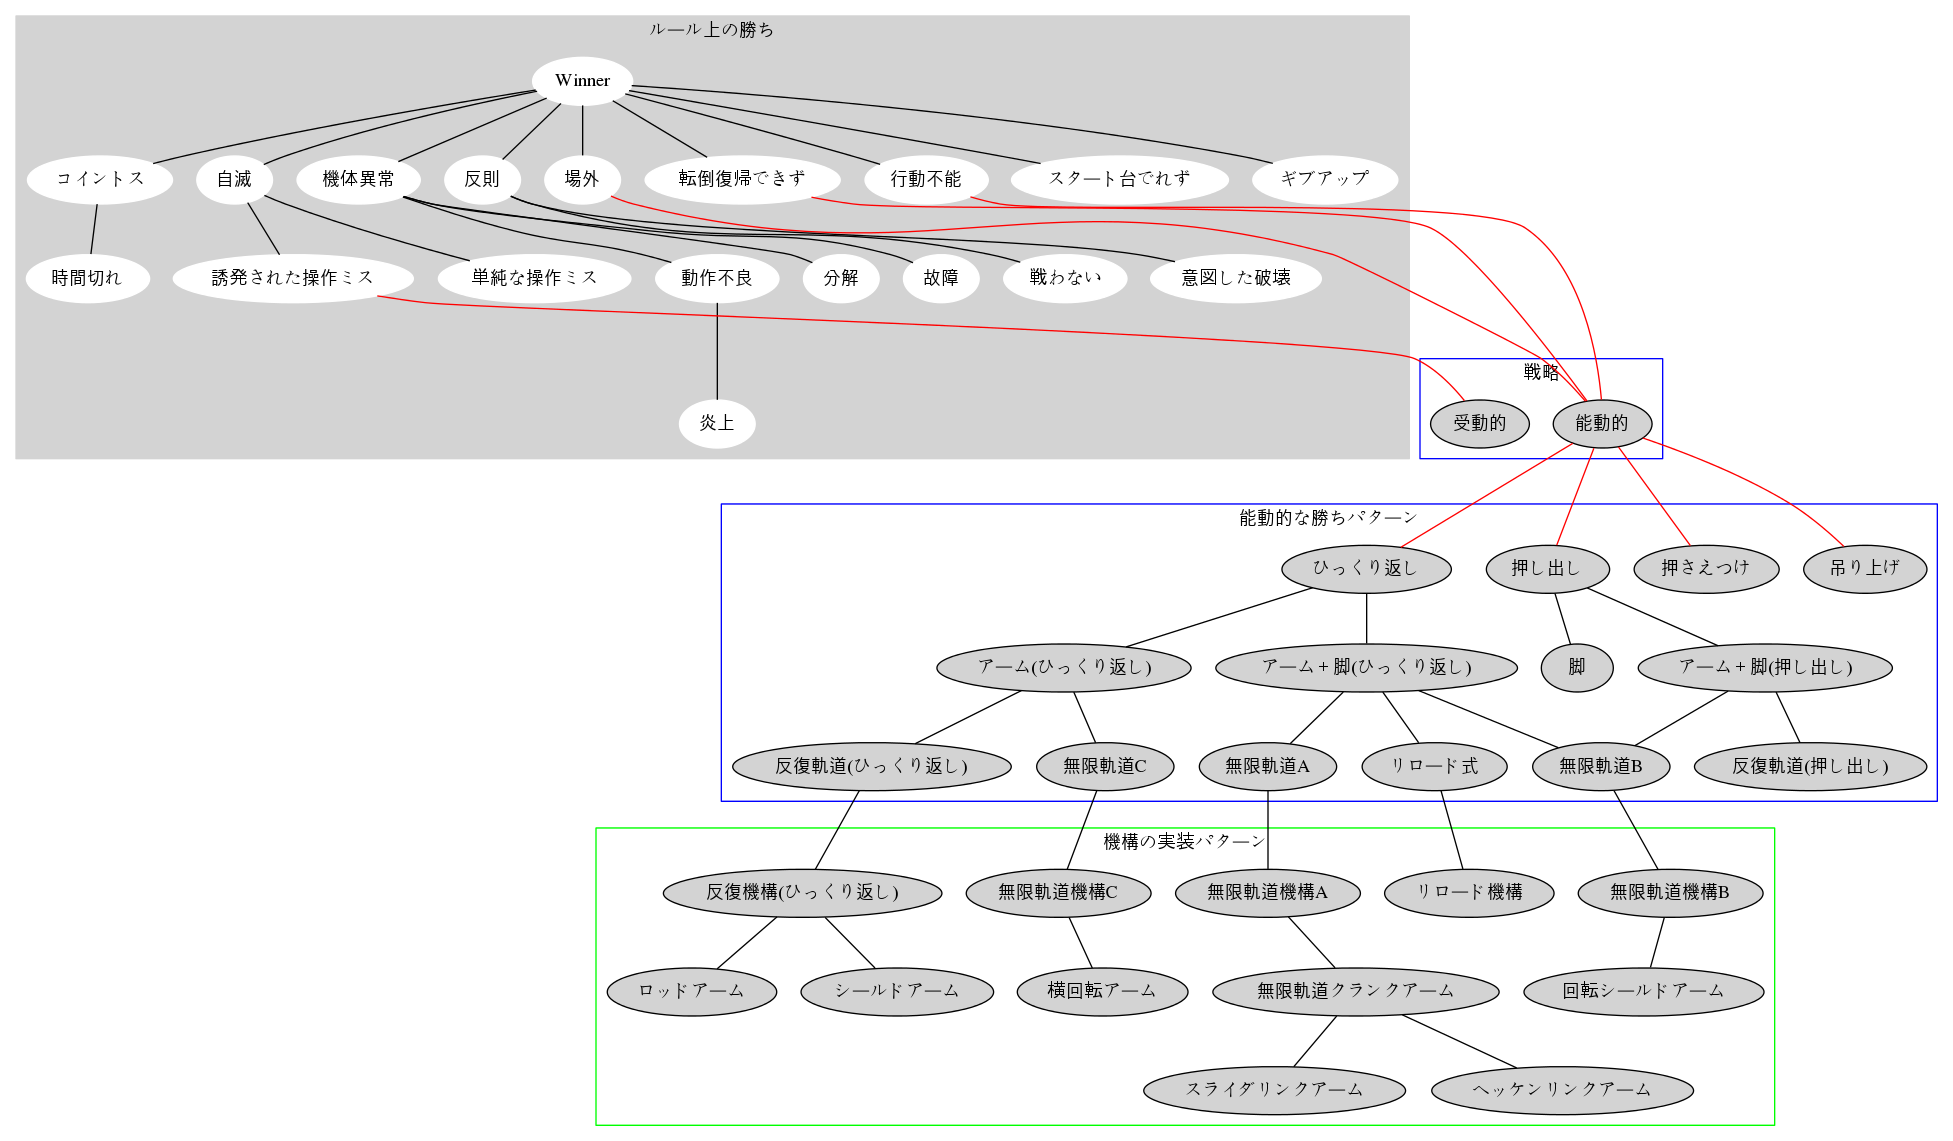 ルール上の勝ち
Winner
コイントス
自滅
機体異常
反則
場外
転倒復帰できず
行動不能
スタート台でれず
ギブアップ
時間切れ
誘発された操作ミス
単純な操作ミス
動作不良
分解
故障
戦わない
意図した破壊
戦略
炎上
受動的
能動的
能動的な勝ちパターン
ひっくり返し
押し出し
押さえつけ
吊り上げ
アーム(ひっくり返し)
アーム+脚(ひっくり返し)
脚
アーム+脚(押し出し)
反復軌道(ひっくり返し)
無限軌道C
無限軌道A
リロード式
無限軌道B
反復軌道(押し出し)
機構の実装パターン
反復機構(ひっくり返し)
無限軌道機構C
無限軌道機構A
リロード機構
無限軌道機構B
ロッドアーム
シールドアーム
横回転アーム
無限軌道クランクアーム
回転シールドアーム
スライダリンクアーム
ヘッケンリンクアーム